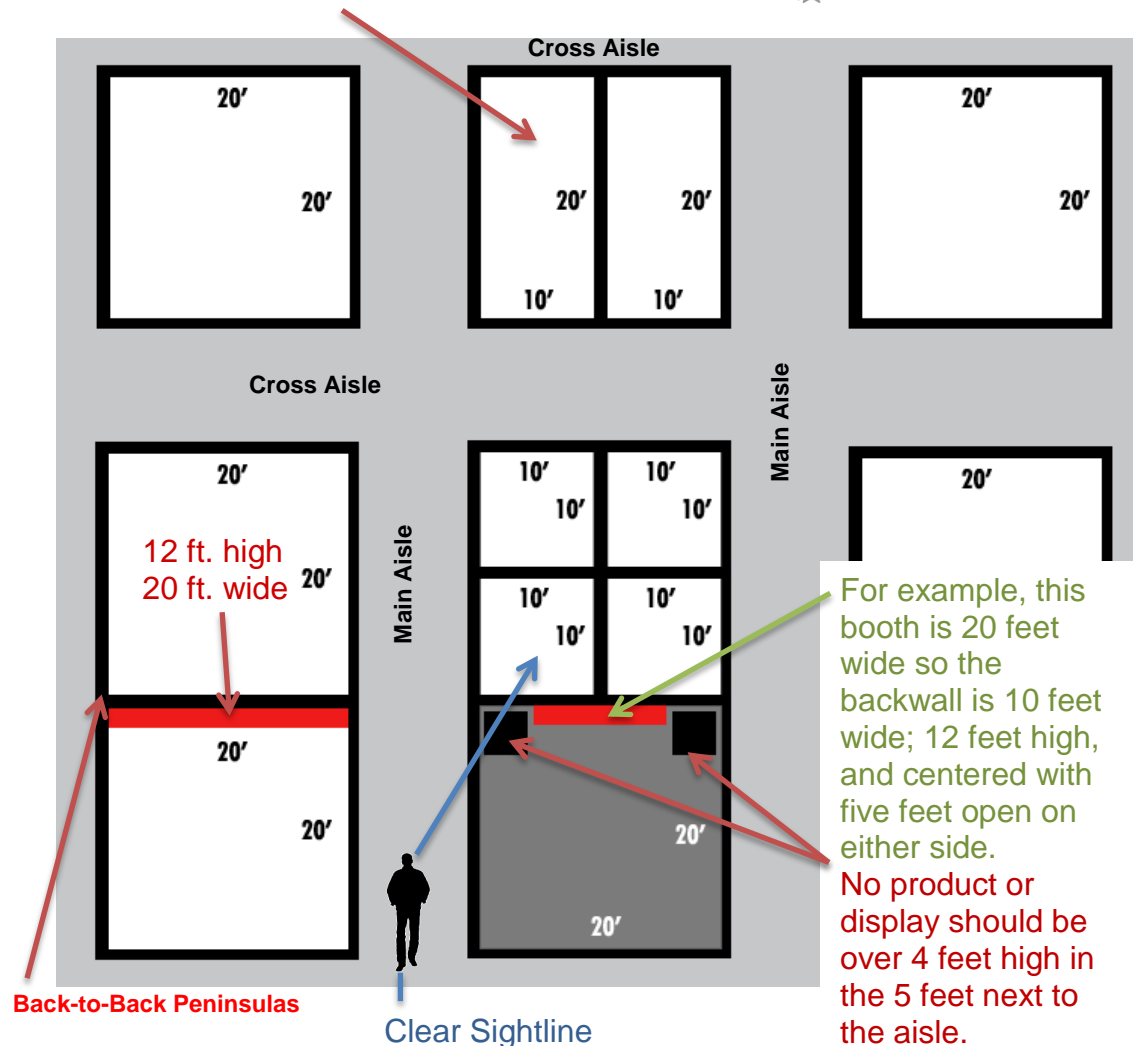 Cross Aisle
20'
20'
20'
20'
10'
10'
20'
20'
Cross Aisle
Main Aisle
20'
12 ft. high
20 ft. wide
20'
Main Aisle
10'
10'
10'
10'
10'
10'
10'
10'
20'
20'
20'
20'
20'
For example, this
booth is 20 feet
wide so the
backwall is 10 feet
wide; 12 feet high,
and centered with
five feet open on
either side.
No product or
display should be
over 4 feet high in
the 5 feet next to
the aisle.
Back-to-Back Peninsulas
Clear Sightline